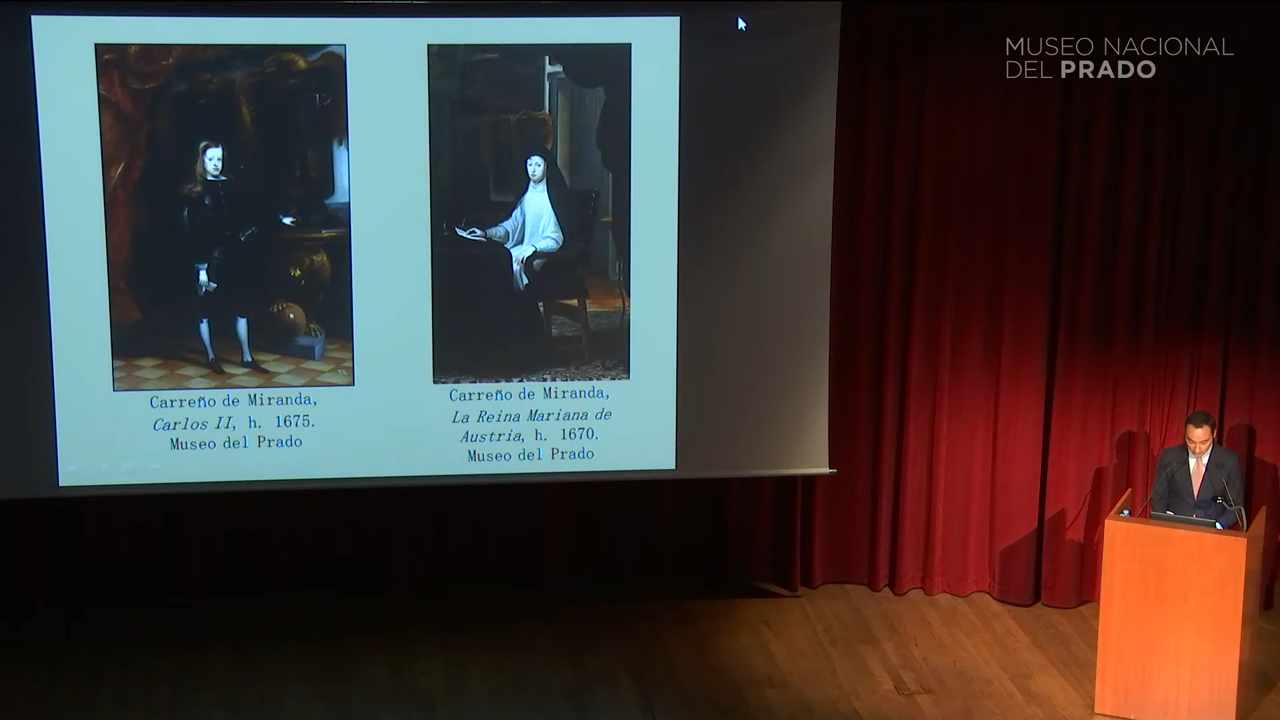 MUSEO NACIONAL
DEL PRADO
Carreño de Miranda,
Carlos II, h. 1675.
Museo del Prado
Carreño de Miranda,
La Reina Mariana de
Austria, h. 1670.
Museo del Prado